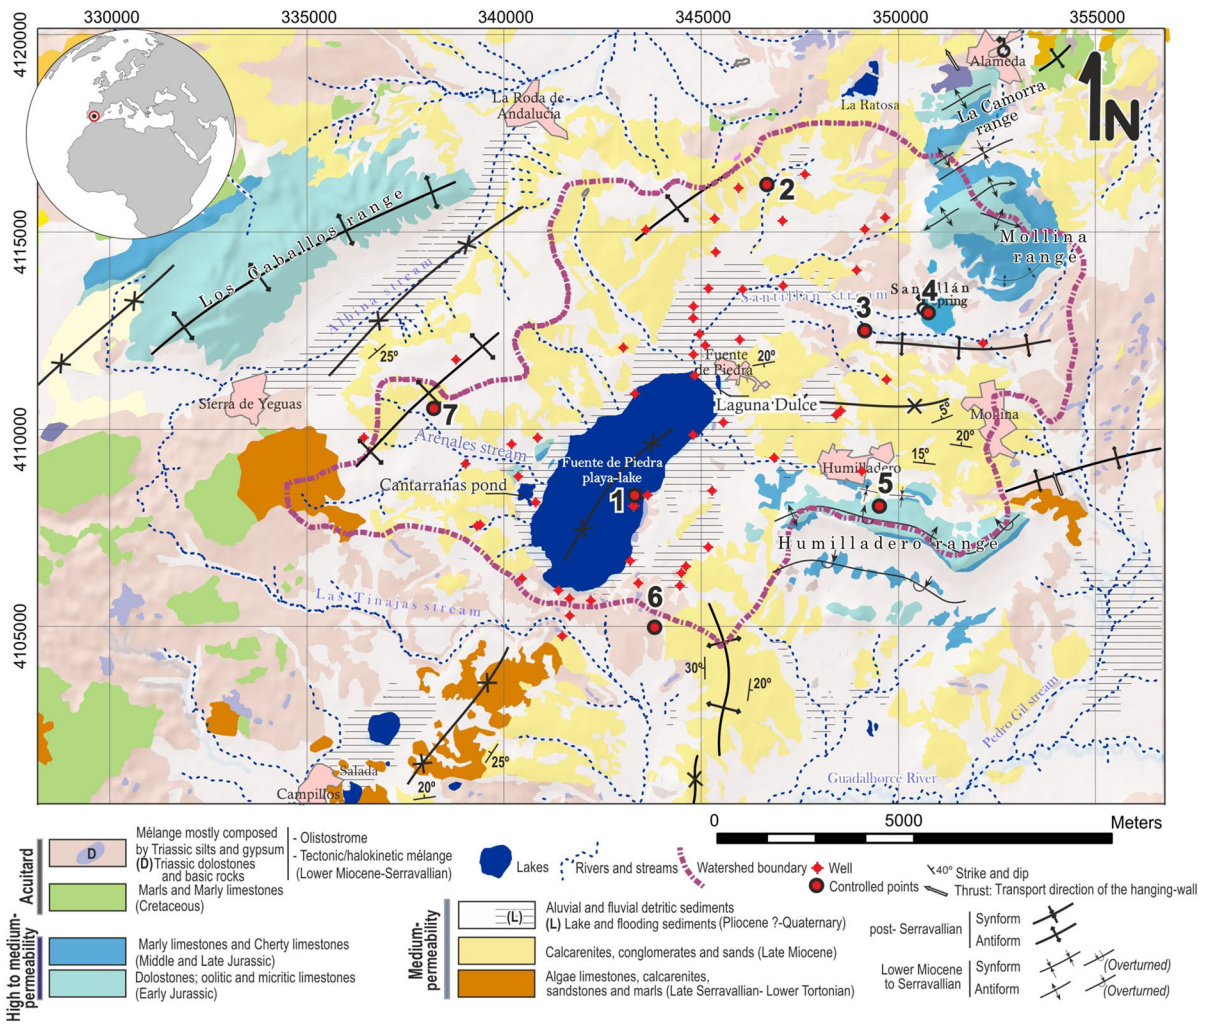 330000
335000
340000
345000
350000
355000
4120000
4115000
4110000
4105000
Alameda
La Camorra
range
1N
La Ratosa
La Roda de
Andalucía
2
Los Caballos range
Mollina
range
Albina stream
Santillán stream
Santillán
4
spring
3
25º
Fuente
de Piedra
20º
Sierra de Yeguas
7
Laguna Dulce
5º
Mollina
20º
Arenales stream
15º
Fuente de Piedra
playa-lake
Humilladero
Cantarranas pond
1
5
Humilladero range
Las Tinajas stream
6
30º
20º
Pedro Gil stream
25º
Salada
Campillos
20º
Guadalhorce River
0
5000
Meters
Acuitard
D
Mélange mostly composed
by Triassic silts and gypsum
(D) Triassic dolostones
and basic rocks
- Olistostrome
- Tectonic/halokinetic mélange
(Lower Miocene-Serravallian)
Marls and Marly limestones
(Cretaceous)
High to medium-
permeability
Marly limestones and Cherty limestones
(Middle and Late Jurassic)
Dolostones; oolitic and micritic limestones
(Early Jurassic)
Lakes
Rivers and streams
Watershed boundary
Well
Controlled points
40º Strike and dip
Thrust: Transport direction of the hanging-wall
Medium-
permeability
(L)
Aluvial and fluvial detritic sediments
(L) Lake and flooding sediments (Pliocene ?-Quaternary)
Calcarenites, conglomerates and sands (Late Miocene)
Algae limestones, calcarenites,
sandstones and marls (Late Serravallian- Lower Tortonian)
post- Serravallian
Synform
Antiform
Lower Miocene
to Serravallian
Synform
(Overturned)
Antiform
(Overturned)